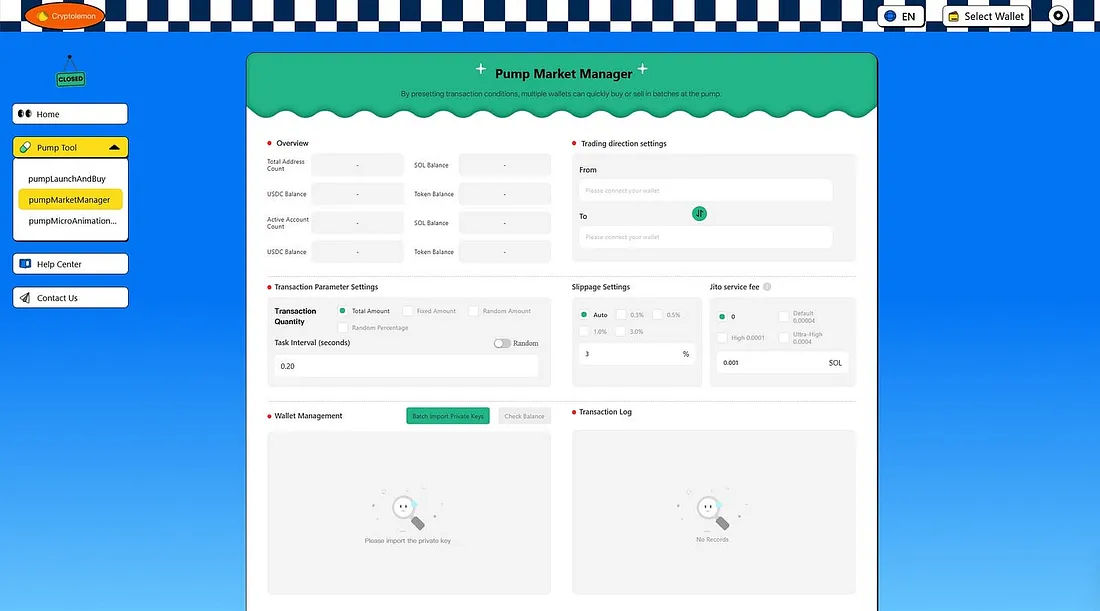 Cryptolemon
EN
Select Wallet
CLOSED
Home
Pump Tool
pumpLaunchAndBuy
pumpMarketManager
pumpMicroAnimation...
Help Center
Contact Us
Pump Market Manager
By presetting transaction conditions, multiple wallets can quickly buy or sell in batches at the pump.
Overview
Total Address Count
-
SOL Balance
-
USDC Balance
-
Token Balance
-
Active Account Count
-
SOL Balance
-
USDC Balance
-
Token Balance
-
Trading direction settings
From
Please connect your wallet
To
Please connect your wallet
Transaction Parameter Settings
Transaction Quantity
Total Amount
Fixed Amount
Random Amount
Random Percentage
Task Interval (seconds)
Random
0.20
Slippage Settings
Auto
0.3%
0.5%
1.0%
3.0%
3
%
Jito service fee
0
Default 0.00004
High 0.0001
Ultra-High 0.0004
0.001
SOL
Wallet Management
Batch Import Private Keys
Check Balance
Please import the private key
Transaction Log
No Records